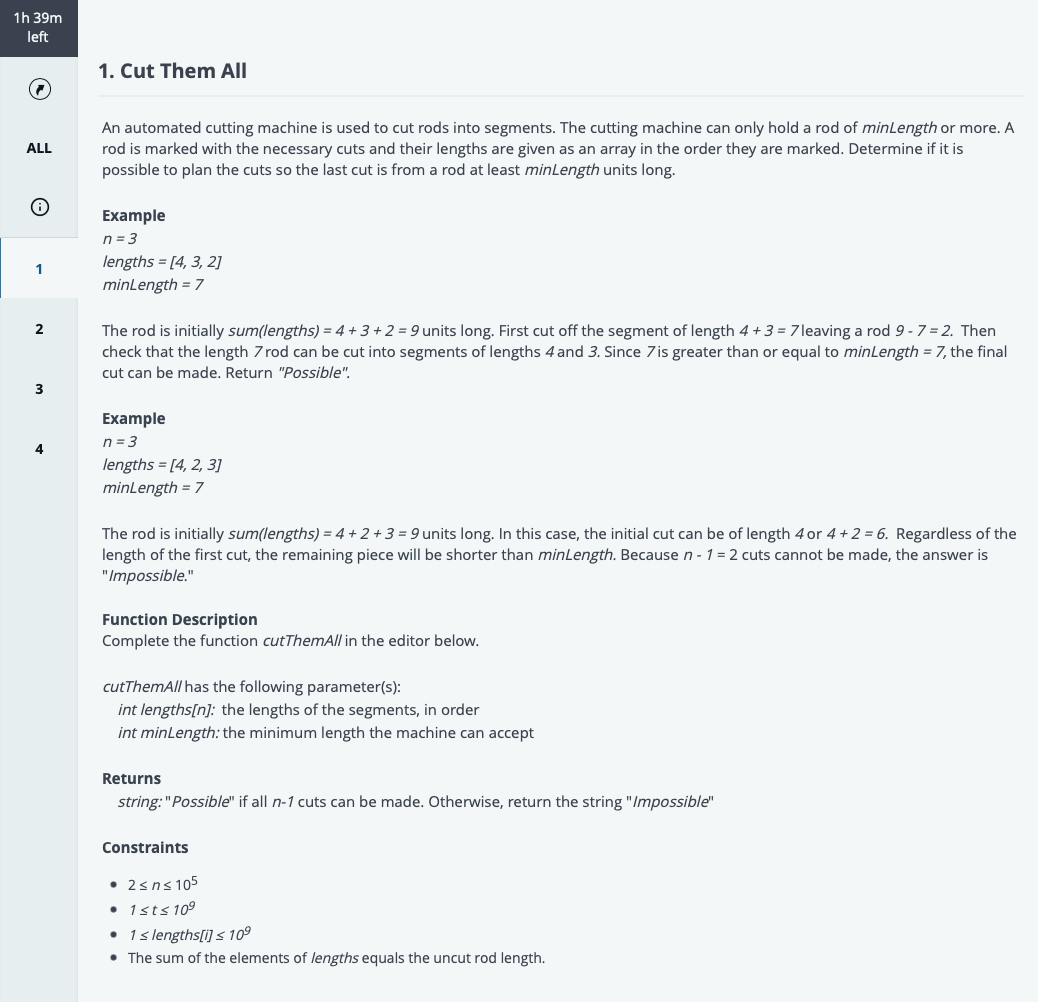 1h 39m
left
ALL
1
2
3
4
1. Cut Them All
An automated cutting machine is used to cut rods into segments. The cutting machine can only hold a rod of minLength or more. A
rod is marked with the necessary cuts and their lengths are given as an array in the order they are marked. Determine if it is
possible to plan the cuts so the last cut is from a rod at least minLength units long.
Example
n = 3
lengths = [4, 3, 2]
minLength = 7
The rod is initially sum(lengths) = 4 + 3 + 2 = 9 units long. First cut off the segment of length 4 + 3 = 7 leaving a rod 9 - 7 = 2. Then
check that the length 7 rod can be cut into segments of lengths 4 and 3. Since 7 is greater than or equal to minLength = 7, the final
cut can be made. Return "Possible".
Example
n = 3
lengths = [4, 2, 3]
minLength = 7
The rod is initially sum(lengths) = 4 + 2 + 3 = 9 units long. In this case, the initial cut can be of length 4 or 4 + 2 = 6. Regardless of the
length of the first cut, the remaining piece will be shorter than minLength. Because n - 1 = 2 cuts cannot be made, the answer is
"Impossible."
Function Description
Complete the function cutThemAll in the editor below.
cutThemAll has the following parameter(s):
int lengths[n]: the lengths of the segments, in order
int minLength: the minimum length the machine can accept
Returns
string: "Possible" if all n-1 cuts can be made. Otherwise, return the string "Impossible"
Constraints
• 2 ≤ n ≤ 10⁵
• 1 ≤ t ≤ 10⁹
• 1 ≤ lengths[i] ≤ 10⁹
• The sum of the elements of lengths equals the uncut rod length.